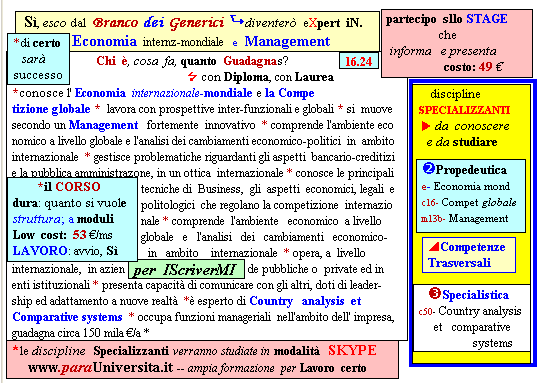 Sì, esco dal Branco dei Generici diventerò eXpert iN.
Economia internz-mondiale e Management
*di certo
sarà
successo
Chi è, cosa fa, quanto Guadagna?
16.24
con Diploma, con Laurea
*conosce l' Economia internazionale-mondiale e la Compe
tizione globale * lavora con prospettive inter-funzionali e globali * si muove
secondo un Management fortemente innovativo * comprende l'ambiente eco
nomico a livello globale e l'analisi dei cambiamenti economico-politici in ambito
internazionale * gestisce problematiche riguardanti gli aspetti bancario-creditizi
e la pubblica amministrazone, in un ottica internazionale * conosce le principali
tecniche di Business, gli aspetti economici, legali e
politologici che regolano la competizione internazio
nale * comprende l'ambiente economico a livello
globale e l'analisi dei cambiamenti economico-
in ambito internazionale * opera, a livello
internazionale, in azien de pubbliche o private ed in
enti istituzionali * presenta capacità di comunicare con gli altri, doti di leader-
ship ed adattamento a nuove realtà *è esperto di Country analysis et
Comparative systems * occupa funzioni manageriali nell'ambito dell' impresa,
guadagna circa 150 mila €/a *
*il CORSO
dura: quanto si vuole
struttura; a moduli
Low cost: 53 €/ms
LAVORO: avvio, Sì
per IScriverMI
*le discipline Specializzanti verranno studiate in modalità SKYPE
www.paraUniversita.it -- ampia formazione per Lavoro certo
partecipo sllo STAGE
che
informa e presenta
costo: 49 €
discipline
SPECIALIZZANTI
da conoscere
e da studiare
❷Propedeutica
e- Economia mond
c16- Compet globale
m13b- Management
Competenze
Trasversali
❸Specialistica
c50- Country analysis
et comparative
systems